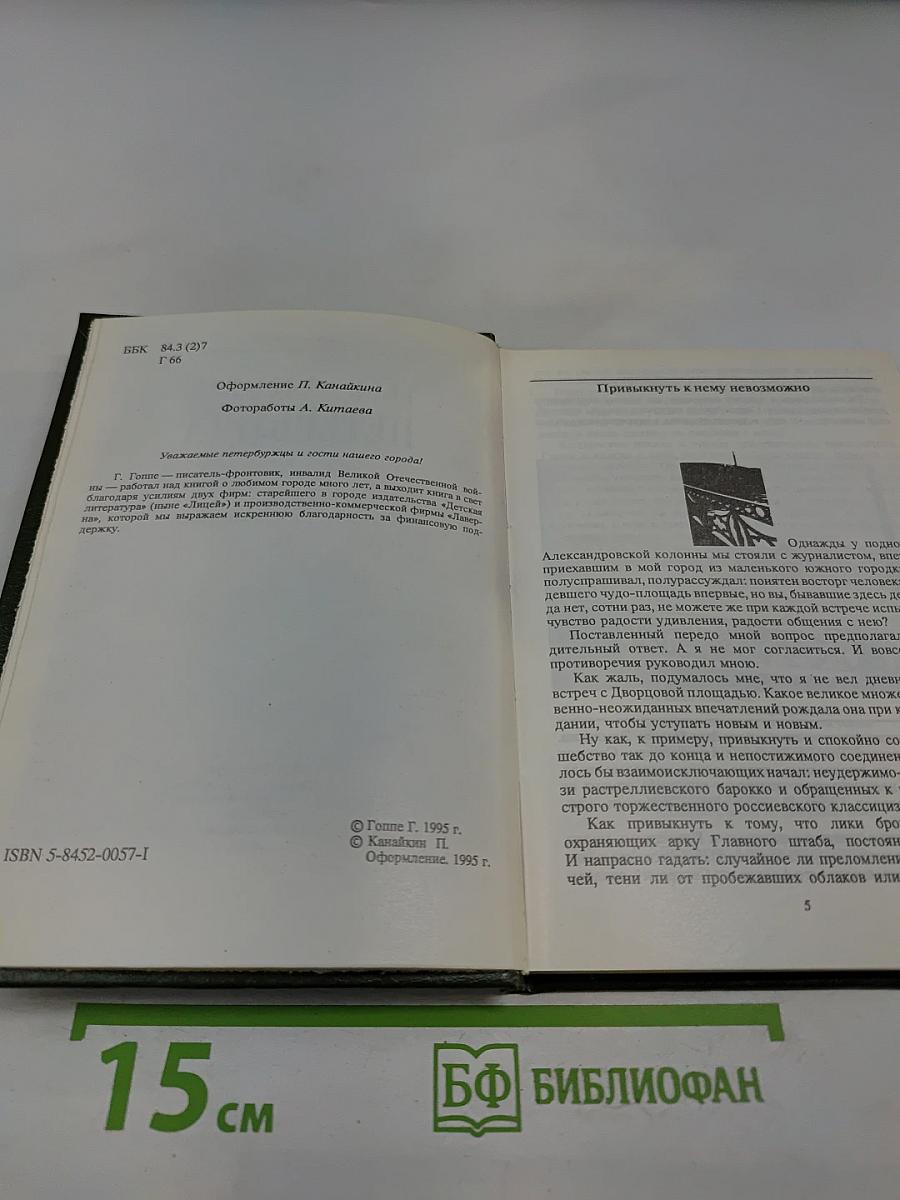 ББК 84.3 (2)7
Г 66
Оформление П. Канайкина
Фотоработы А. Китаева
Уважаемые петербуржцы и гости нашего города!
Г. Гоппе — писатель-фронтовик, инвалид Великой Отечественной вой-
ны — работал над книгой о любимом городе много лет, а выходит книга в свет
благодаря усилиям двух фирм: старейшего в городе издательства «Детская
литература» (ныне «Лицей») и производственно-коммерческой фирмы «Лавер-
на», которой мы выражаем искреннюю благодарность за финансовую под-
держку.
ISBN 5-8452-0057-I
© Гоппе Г. 1995 г.
© Канайкин П.
Оформление. 1995 г.
Привыкнуть к нему невозможно
Однажды у подно
Александровской колонны мы стояли с журналистом, впе
приехавшим в мой город из маленького южного городк
полуспрашивал, полурассуждал: понятен восторг человек
девшего чудо-площадь впервые, но вы, бывавшие здесь де
да нет, сотни раз, не можете же при каждой встрече испы
чувство радости удивления, радости общения с нею?
Поставленный передо мной вопрос предполагал
дительный ответ. А я не мог согласиться. И вовс
противоречия руководил мною.
Как жаль, подумалось мне, что я не вел дневн
встреч с Дворцовой площадью. Какое великое множе
венно-неожиданных впечатлений рождала она при к
дании, чтобы уступать новым и новым.
Ну как, к примеру, привыкнуть и спокойно со
шебство так до конца и непостижимого соединен
лось бы взаимоисключающих начал: неудержимо-
зи растреллиевского барокко и обращенных к
строго торжественного россиевского классициз
Как привыкнуть к тому, что лики бро
охраняющих арку Главного штаба, постоян
И напрасно гадать: случайное ли преломлени
чей, тени ли от пробежавших облаков или
5
15 см
БФ БИБЛИОФАН